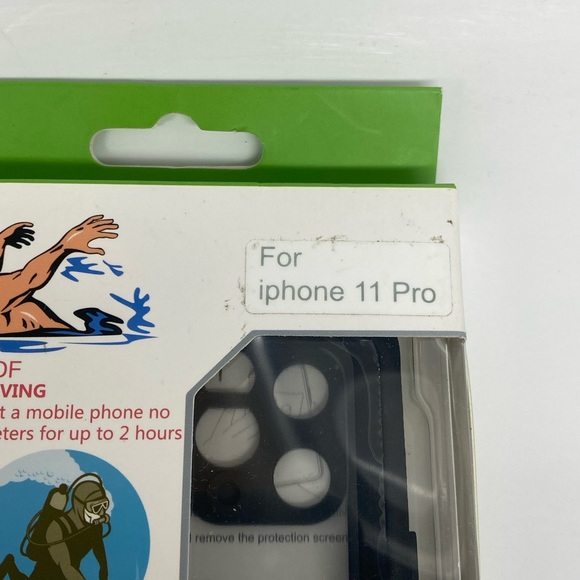 For
iphone 11 Pro
OF
VING
t a mobile phone no
eters for up to 2 hours
remove the protection screen